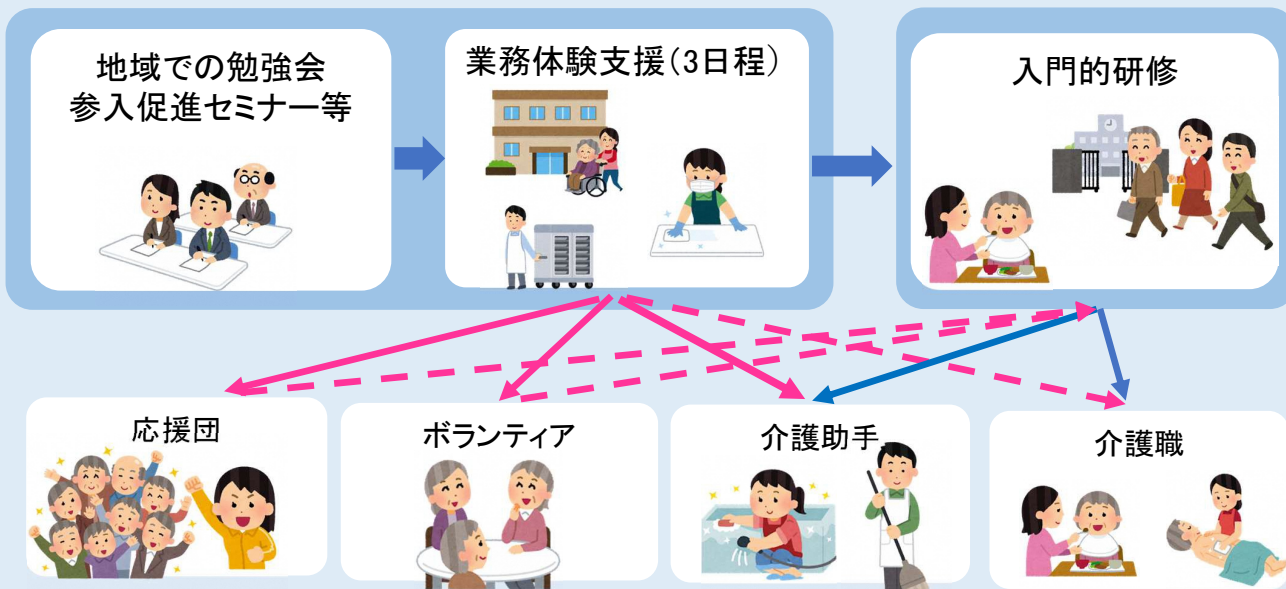 地域での勉強会
参入促進セミナー等
業務体験支援(3日程)
入門的研修
応援団
ボランティア
介護助手
介護職